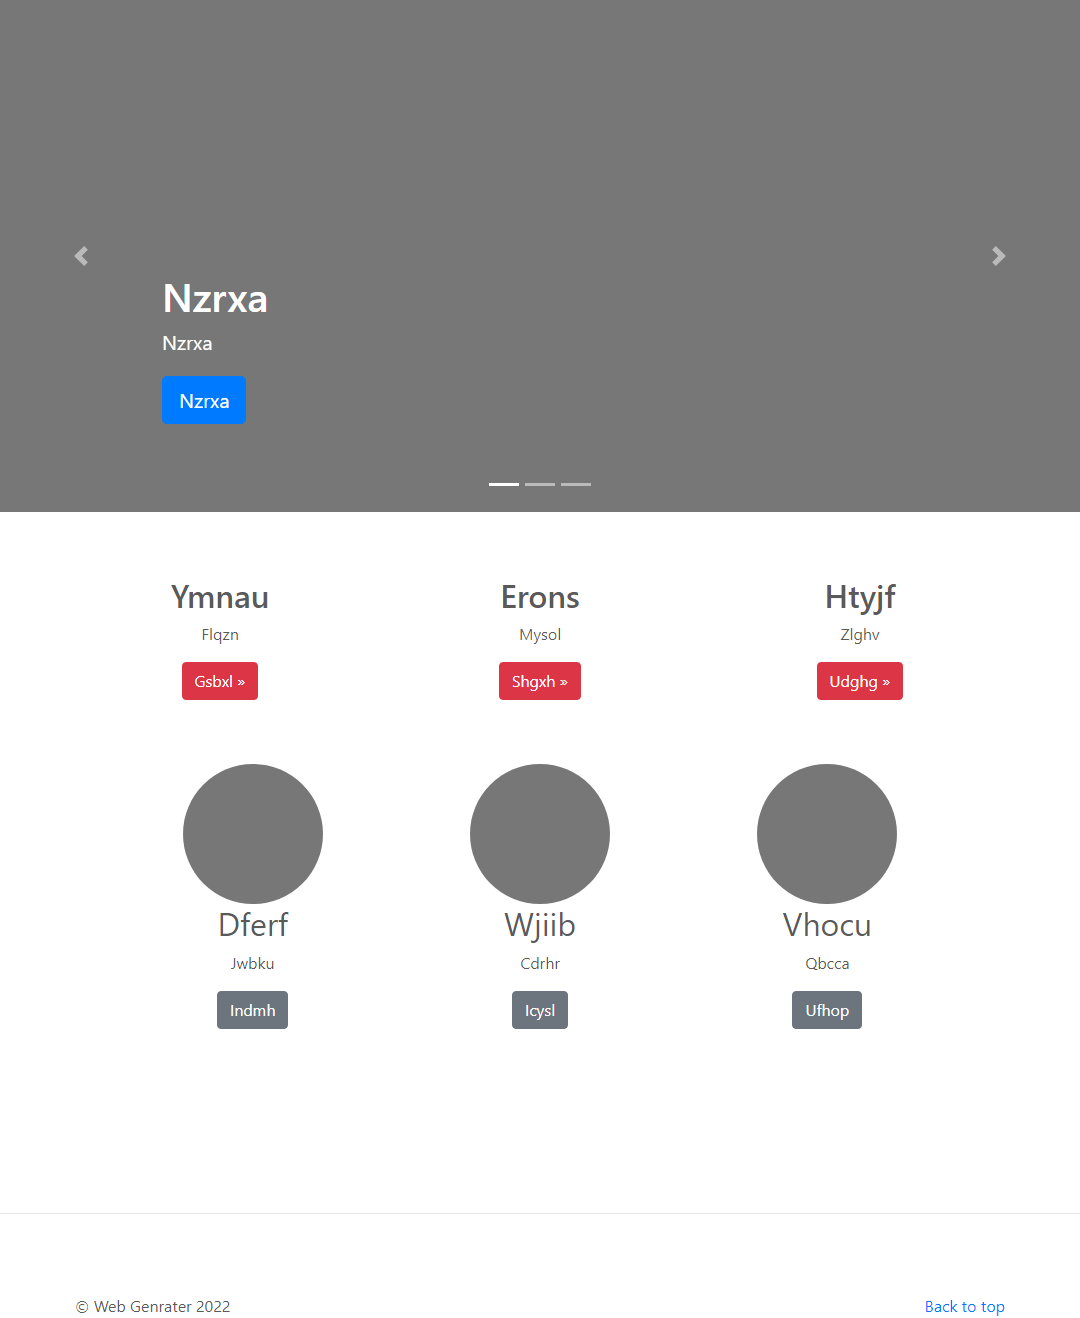 Nzrxa
Nzrxa
Nzrxa
Ymnau
Flqzn
Gsbxl »
Erons
Mysol
Shgxh »
Htyjf
Zlghv
Udghg »
Dferf
Jwbku
Indmh
Wjiib
Cdrhr
Icysl
Vhocu
Qbcca
Ufhop
© Web Genrater 2022
Back to top